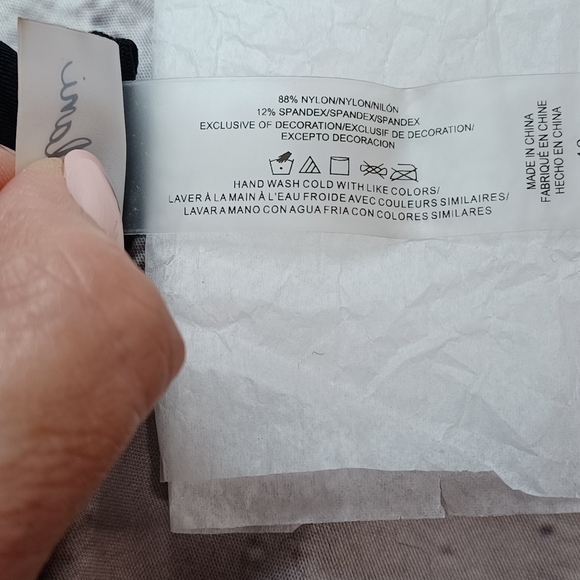 88% NYLON/NYLON/NILÓN
12% SPANDEX/SPANDEX/SPANDEX
EXCLUSIVE OF DECORATION/EXCLUSIF DE DECORATION/
EXCEPTO DECORACION
HAND WASH COLD WITH LIKE COLORS/
LAVER À LA MAIN À L'EAU FROIDE AVEC COULEURS SIMILAIRES/
LAVAR A MANO CON AGUA FRIA CON COLORES SIMILARES
MADE IN CHINA
FABRIQUÉ EN CHINE
HECHO EN CHINA